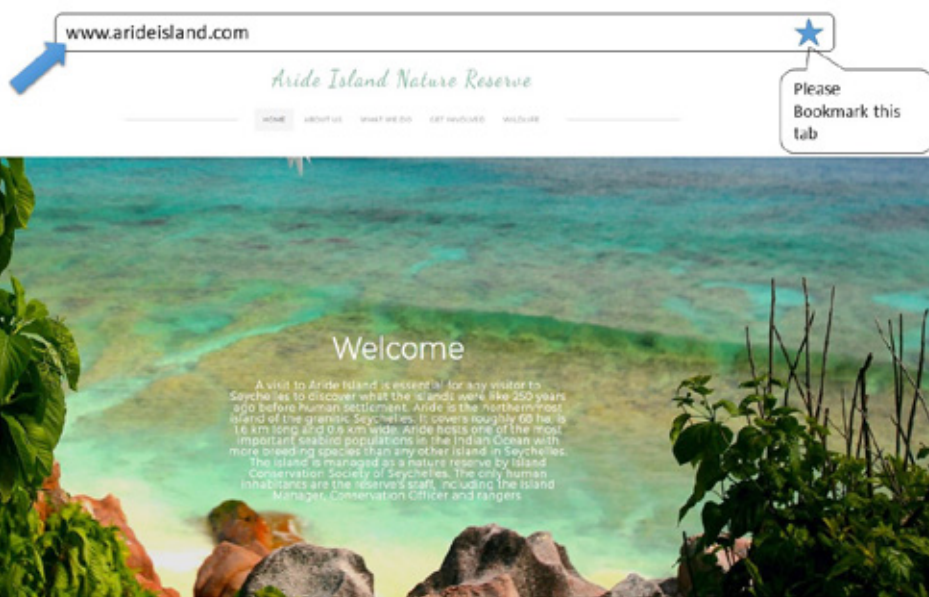 www.arideisland.com
Aride Island Nature Reserve
Please
Bookmark this
tab
HOME ABOUT US WHAT WE DO GET INVOLVED WILDLIFE
Welcome
A visit to Aride Island is essential for any visitor to
Seychelles to discover what the islands were like 250 years
ago before human settlement. Aride is the northernmost
island of the granitic Seychelles. It covers roughly 68 ha, is
1.6 km long and 0.6 km wide. Aride hosts one of the most
important seabird populations in the Indian Ocean with
more breeding species than any other island in Seychelles.
The island is managed as a nature reserve by Island
Conservation Society of Seychelles. The only human
inhabitants are the reserve's staff, including the Island
Manager, Conservation Officer and rangers